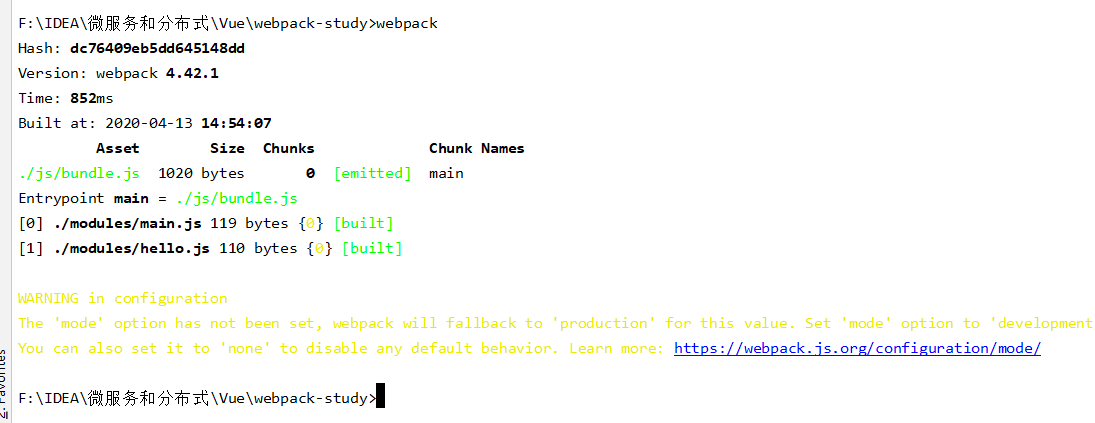 F:\IDEA\微服务和分布式\Vue\webpack-study>webpack
Hash: dc76409eb5dd645148dd
Version: webpack 4.42.1
Time: 852ms
Built at: 2020-04-13 14:54:07
Asset Size Chunks Chunk Names
./js/bundle.js 1020 bytes 0 [emitted] main
Entrypoint main = ./js/bundle.js
[0] ./modules/main.js 119 bytes {0} [built]
[1] ./modules/hello.js 110 bytes {0} [built]
WARNING in configuration
The 'mode' option has not been set, webpack will fallback to 'production' for this value. Set 'mode' option to 'development
You can also set it to 'none' to disable any default behavior. Learn more: https://webpack.js.org/configuration/mode/
F:\IDEA\微服务和分布式\Vue\webpack-study>
2: Favorites